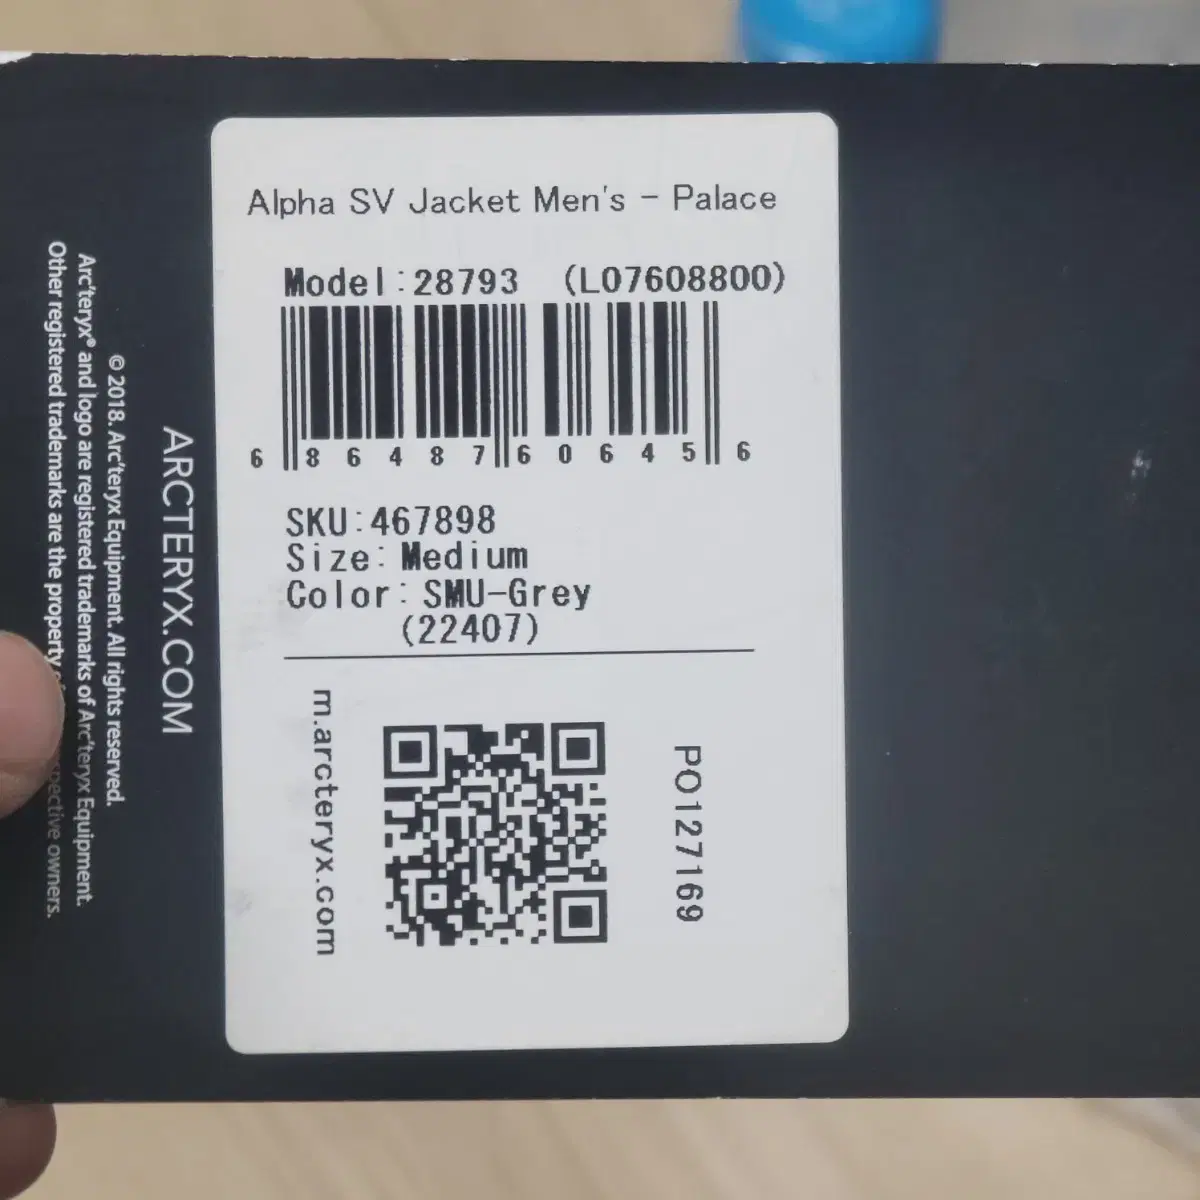 Alpha SV Jacket Men's - Palace
Model:28793 (L07608800)
6 86487 60645 6
SKU:467898
Size: Medium
Color: SMU-Grey
(22407)
m.arcteryx.com
PO127169
ARCTERYX.COM
© 2018. Arc'teryx Equipment. All rights reserved.
Arc'teryx® and logo are registered trademarks of Arc'teryx Equipment.
Other registered trademarks are the property owners.